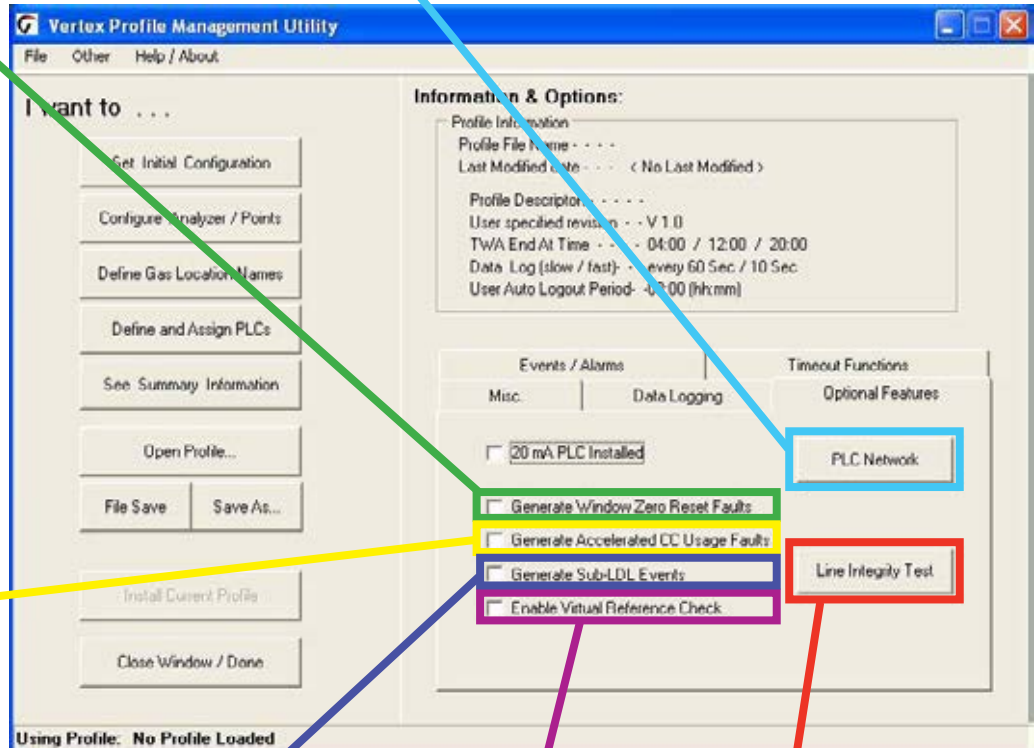 Vertex Profile Management Utility
File Other Help / About
I want to . . .
Set Initial Configuration
Configure Analyzer / Points
Define Gas Location Names
Define and Assign PLCs
See Summary Information
Open Profile...
File Save Save As...
Install Current Profile
Close Window / Done
Information & Options:
Profile Information
Profile File Name - - - -
Last Modified date - - - < No Last Modified >
Profile Descriptor - - - - -
User specified revision - - V 1.0
TWA End At Time - - - - 04:00 / 12:00 / 20:00
Data Log (slow / fast)- - every 60 Sec / 10 Sec
User Auto Logout Period- -00:00 (hh:mm)
Events / Alarms Timeout Functions
Misc. Data Logging Optional Features
20 mA PLC Installed
PLC Network
Generate Window Zero Reset Faults
Generate Accelerated CC Usage Faults
Generate Sub-LDL Events
Line Integrity Test
Enable Virtual Reference Check
Using Profile: No Profile Loaded